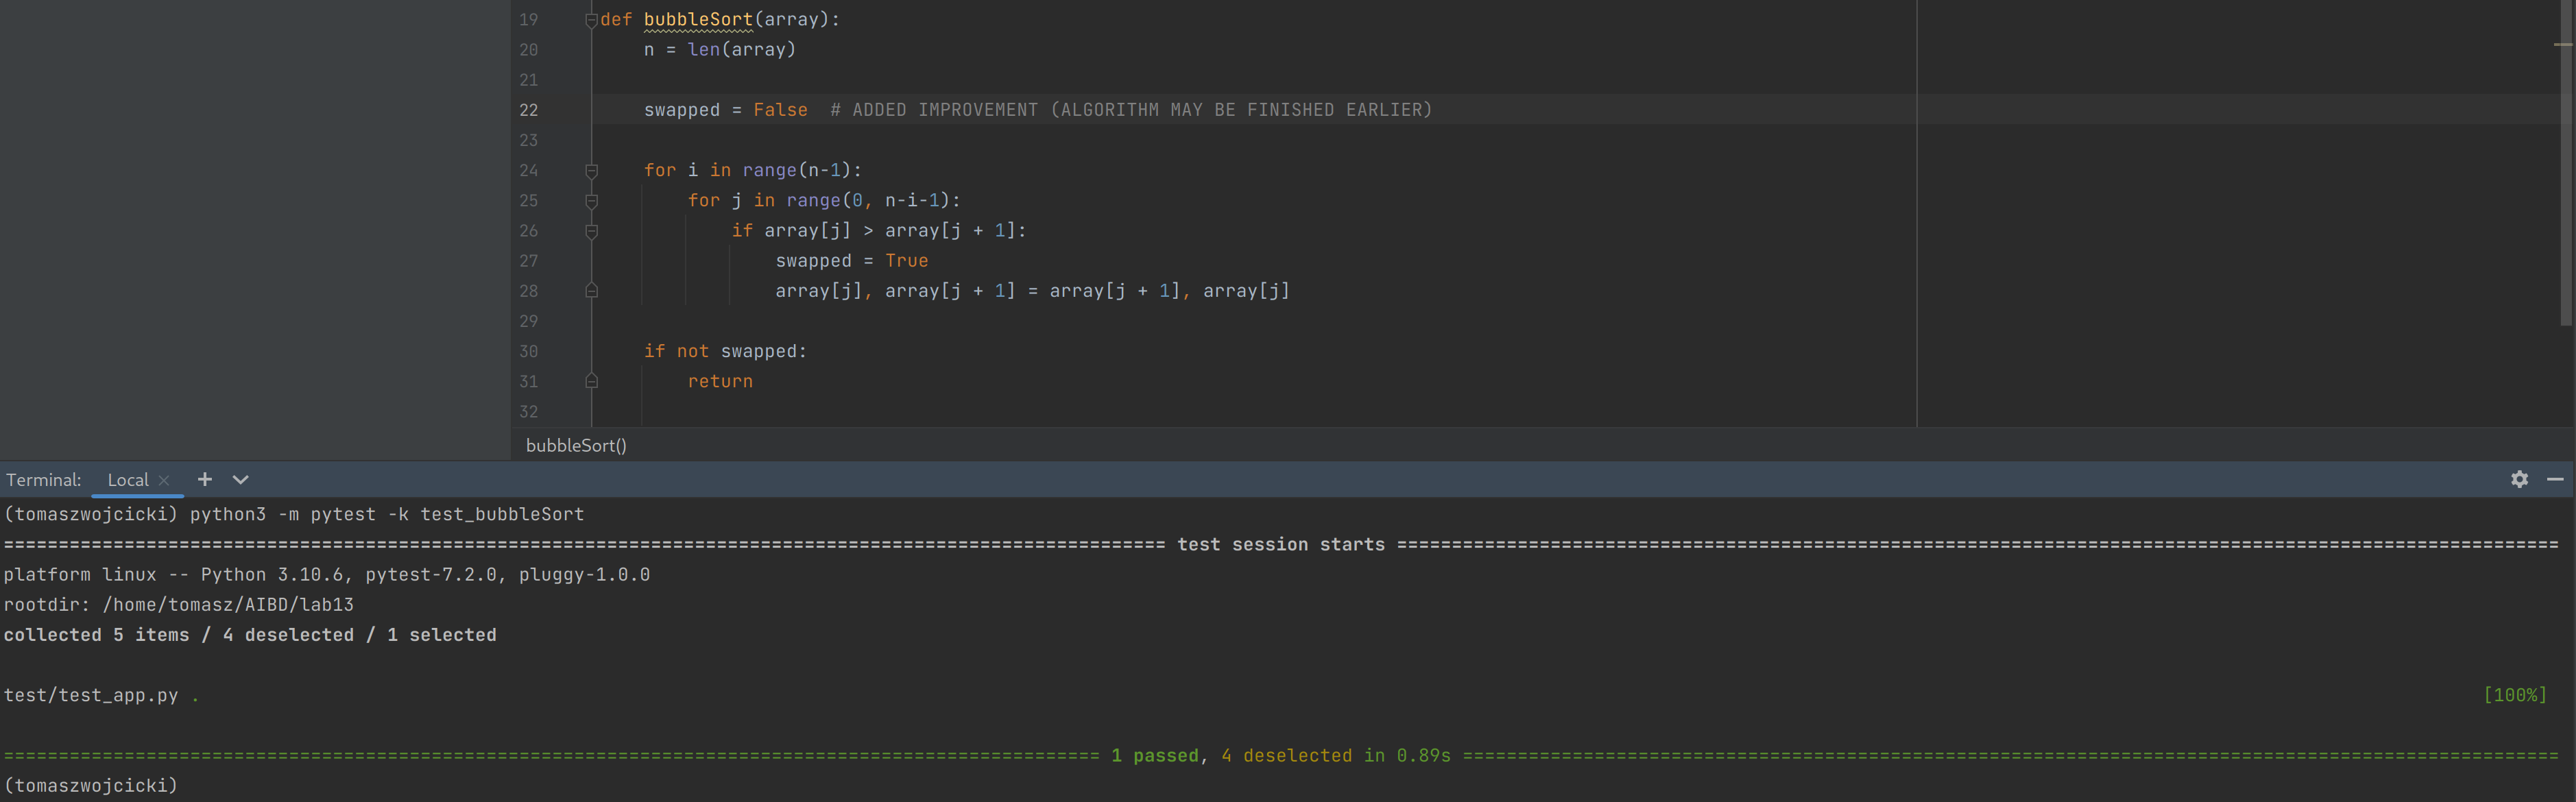 19 def bubbleSort(array):
20     n = len(array)
21
22     swapped = False  # ADDED IMPROVEMENT (ALGORITHM MAY BE FINISHED EARLIER)
23
24     for i in range(n-1):
25         for j in range(0, n-i-1):
26             if array[j] > array[j + 1]:
27                 swapped = True
28                 array[j], array[j + 1] = array[j + 1], array[j]
29
30     if not swapped:
31         return
32
bubbleSort()
Terminal: Local
(tomaszwojcicki) python3 -m pytest -k test_bubbleSort
========================================================================================================== test session starts ==========================================================================================================
platform linux -- Python 3.10.6, pytest-7.2.0, pluggy-1.0.0
rootdir: /home/tomasz/AIBD/lab13
collected 5 items / 4 deselected / 1 selected
test/test_app.py . [100%]
==================================================================================================== 1 passed, 4 deselected in 0.89s ====================================================================================================
(tomaszwojcicki)